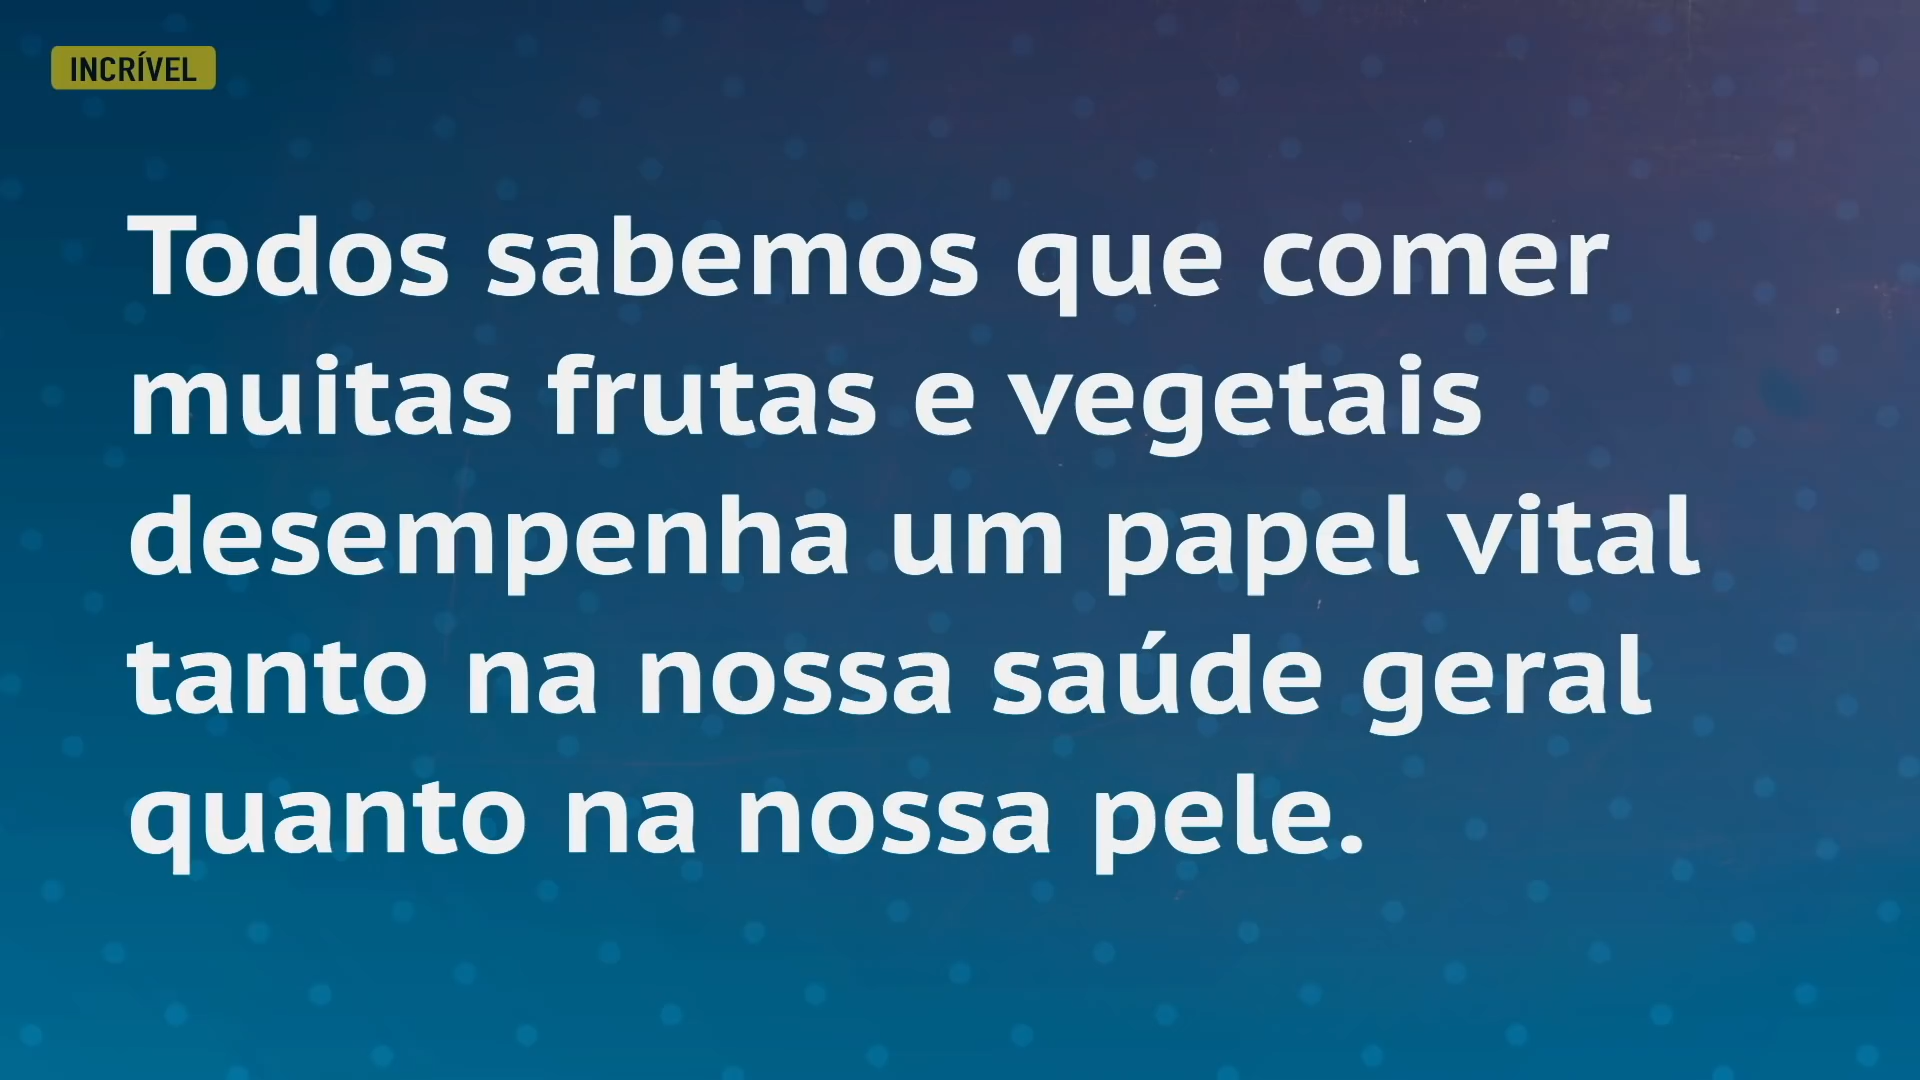 INCRÍVEL
Todos sabemos que comer
muitas frutas e vegetais
desempenha um papel vital
tanto na nossa saúde geral
quanto na nossa pele.